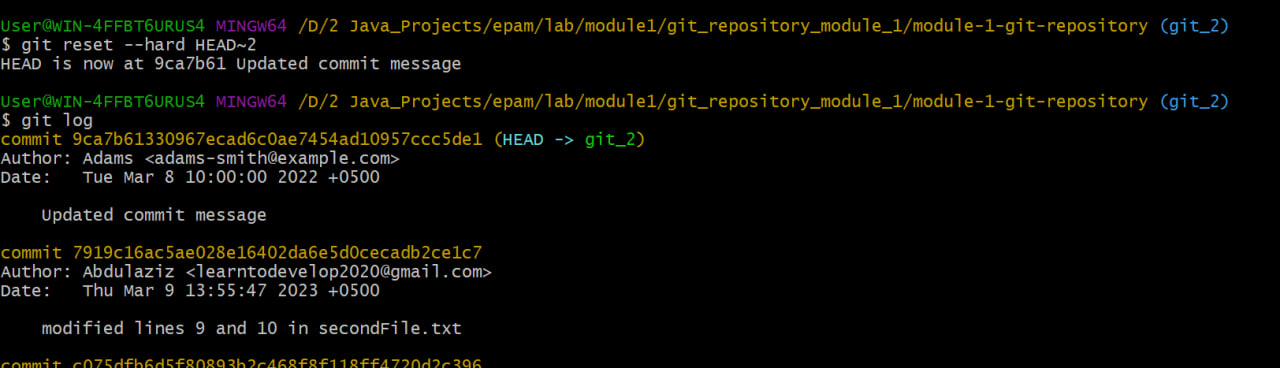 User@WIN-4FFBT6URUS4 MINGW64 /D/2 Java_Projects/epam/lab/module1/git_repository_module_1/module-1-git-repository (git_2)
$ git reset --hard HEAD~2
HEAD is now at 9ca7b61 Updated commit message
User@WIN-4FFBT6URUS4 MINGW64 /D/2 Java_Projects/epam/lab/module1/git_repository_module_1/module-1-git-repository (git_2)
$ git log
commit 9ca7b61330967ecad6c0ae7454ad10957ccc5de1 (HEAD -> git_2)
Author: Adams <adams-smith@example.com>
Date:   Tue Mar 8 10:00:00 2022 +0500
Updated commit message
commit 7919c16ac5ae028e16402da6e5d0cecadb2ce1c7
Author: Abdulaziz <learntodevelop2020@gmail.com>
Date:   Thu Mar 9 13:55:47 2023 +0500
modified lines 9 and 10 in secondFile.txt
commit c075dfb6d5f80893b2c468f8f118ff4720d2c396